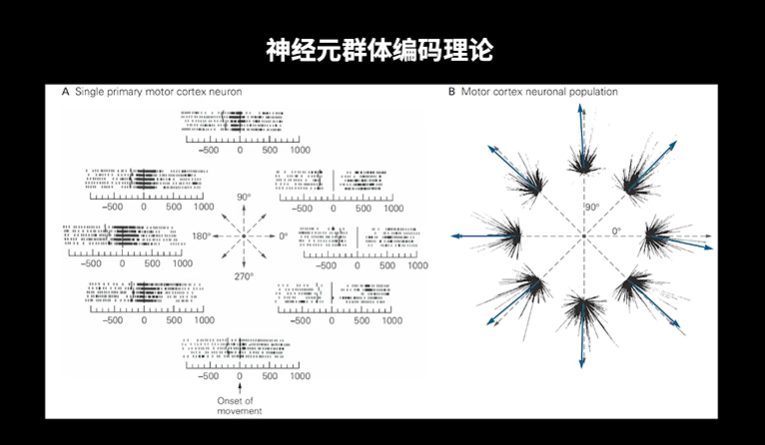 神经元群体编码理论
A Single primary motor cortex neuron
B Motor cortex neuronal population
−500 0 500 1000
−500 0 500 1000
−500 0 500 1000
90°
90°
180°
0°
0°
−500 0 500 1000
−500 0 500 1000
270°
−500 0 500 1000
−500 0 500 1000
−500 0 500 1000
Onset of
movement